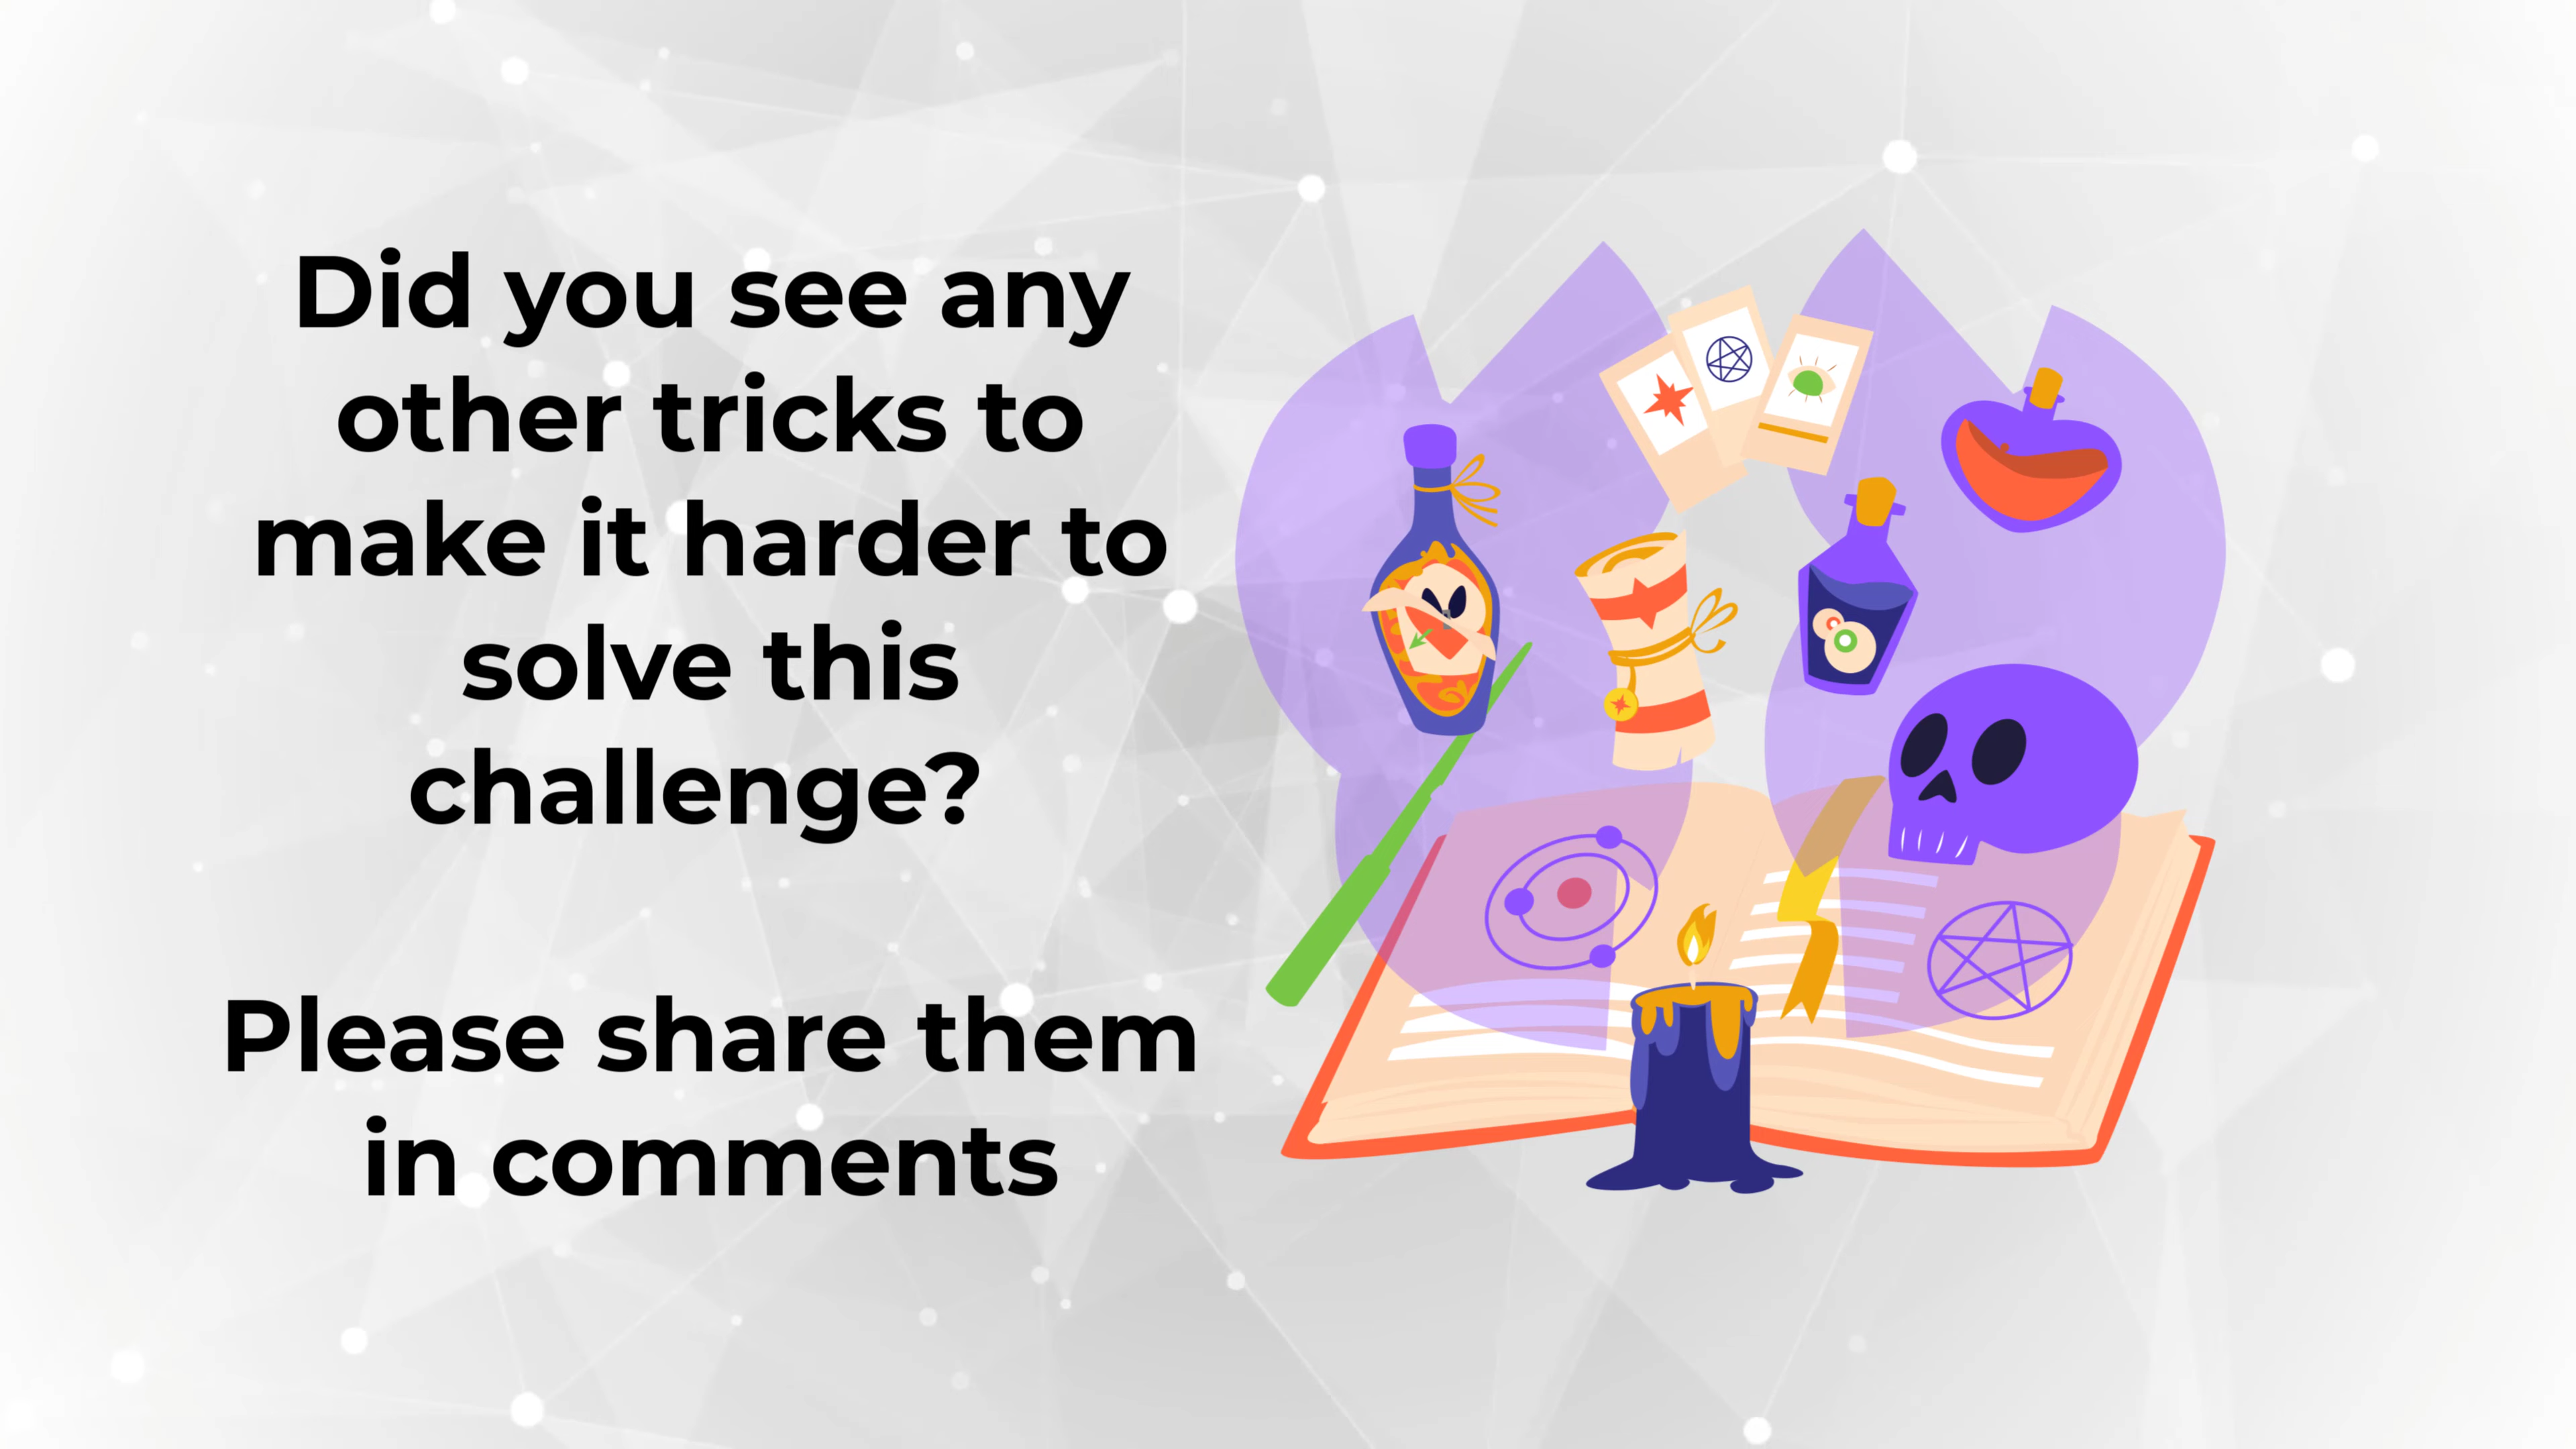 Did you see any
other tricks to
make it harder to
solve this
challenge?
Please share them
in comments